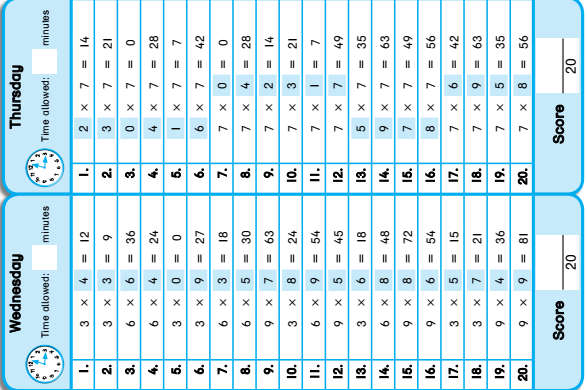 Wednesday
Time allowed: minutes
1. 3 × 4 = 12
2. 3 × 3 = 9
3. 6 × 6 = 36
4. 6 × 4 = 24
5. 3 × 0 = 0
6. 3 × 9 = 27
7. 6 × 3 = 18
8. 6 × 5 = 30
9. 9 × 7 = 63
10. 3 × 8 = 24
11. 6 × 9 = 54
12. 9 × 5 = 45
13. 3 × 6 = 18
14. 6 × 8 = 48
15. 9 × 8 = 72
16. 9 × 6 = 54
17. 3 × 5 = 15
18. 3 × 7 = 21
19. 9 × 4 = 36
20. 9 × 9 = 81
Score 20
Thursday
Time allowed: minutes
1. 2 × 7 = 14
2. 3 × 7 = 21
3. 0 × 7 = 0
4. 4 × 7 = 28
5. 1 × 7 = 7
6. 6 × 7 = 42
7. 7 × 0 = 0
8. 7 × 4 = 28
9. 7 × 2 = 14
10. 7 × 3 = 21
11. 7 × 1 = 7
12. 7 × 7 = 49
13. 5 × 7 = 35
14. 9 × 7 = 63
15. 7 × 7 = 49
16. 8 × 7 = 56
17. 7 × 6 = 42
18. 7 × 9 = 63
19. 7 × 5 = 35
20. 7 × 8 = 56
Score 20